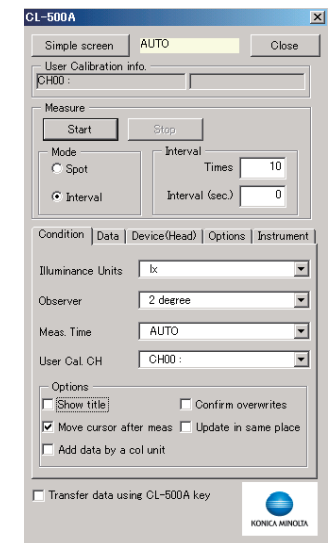 CL-500A
Simple screen AUTO Close
User Calibration info.
CH00 :
Measure
Start Stop
Mode Interval
Spot Times 10
Interval Interval (sec.) 0
Condition Data Device(Head) Options Instrument
Illuminance Units lx
Observer 2 degree
Meas. Time AUTO
User Cal. CH CH00 :
Options
Show title Confirm overwrites
Move cursor after meas Update in same place
Add data by a col unit
Transfer data using CL-500A key
KONICA MINOLTA